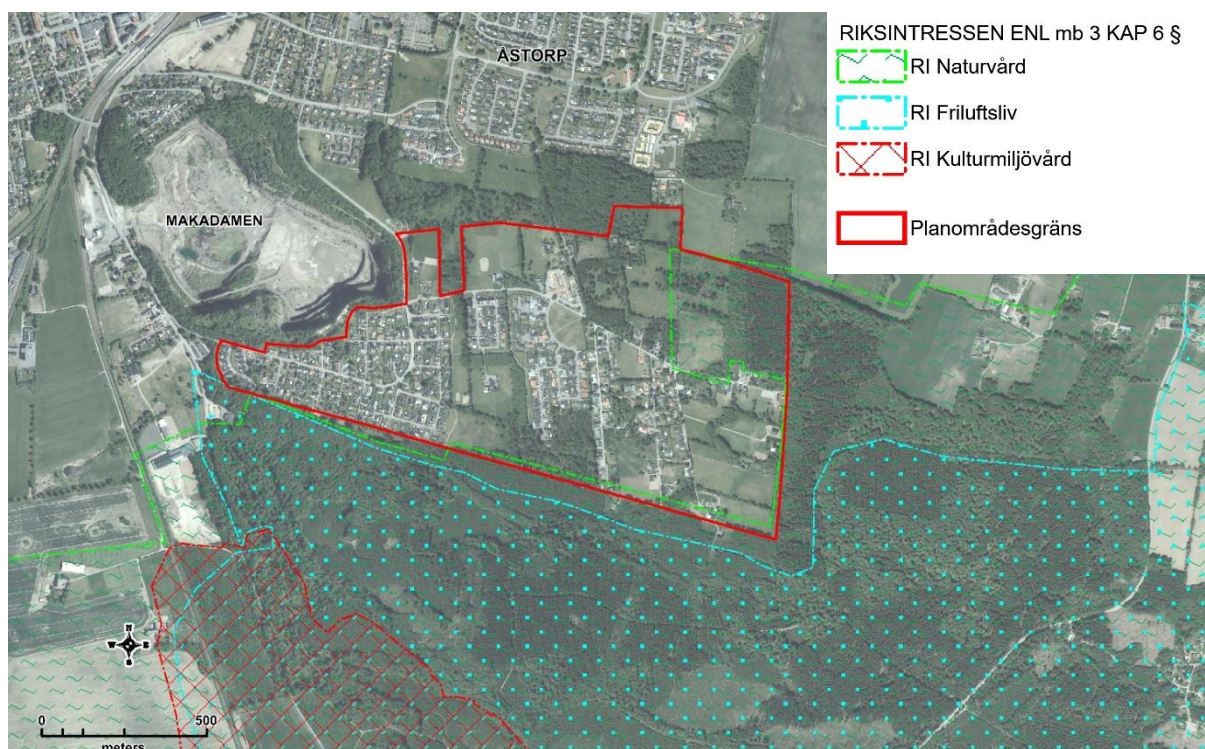 RIKSINTRESSEN ENL mb 3 KAP 6 §
RI Naturvård
RI Friluftsliv
RI Kulturmiljövård
Planområdesgräns
ÅSTORP
MAKADAMEN
N
W E
S
0 500
meters